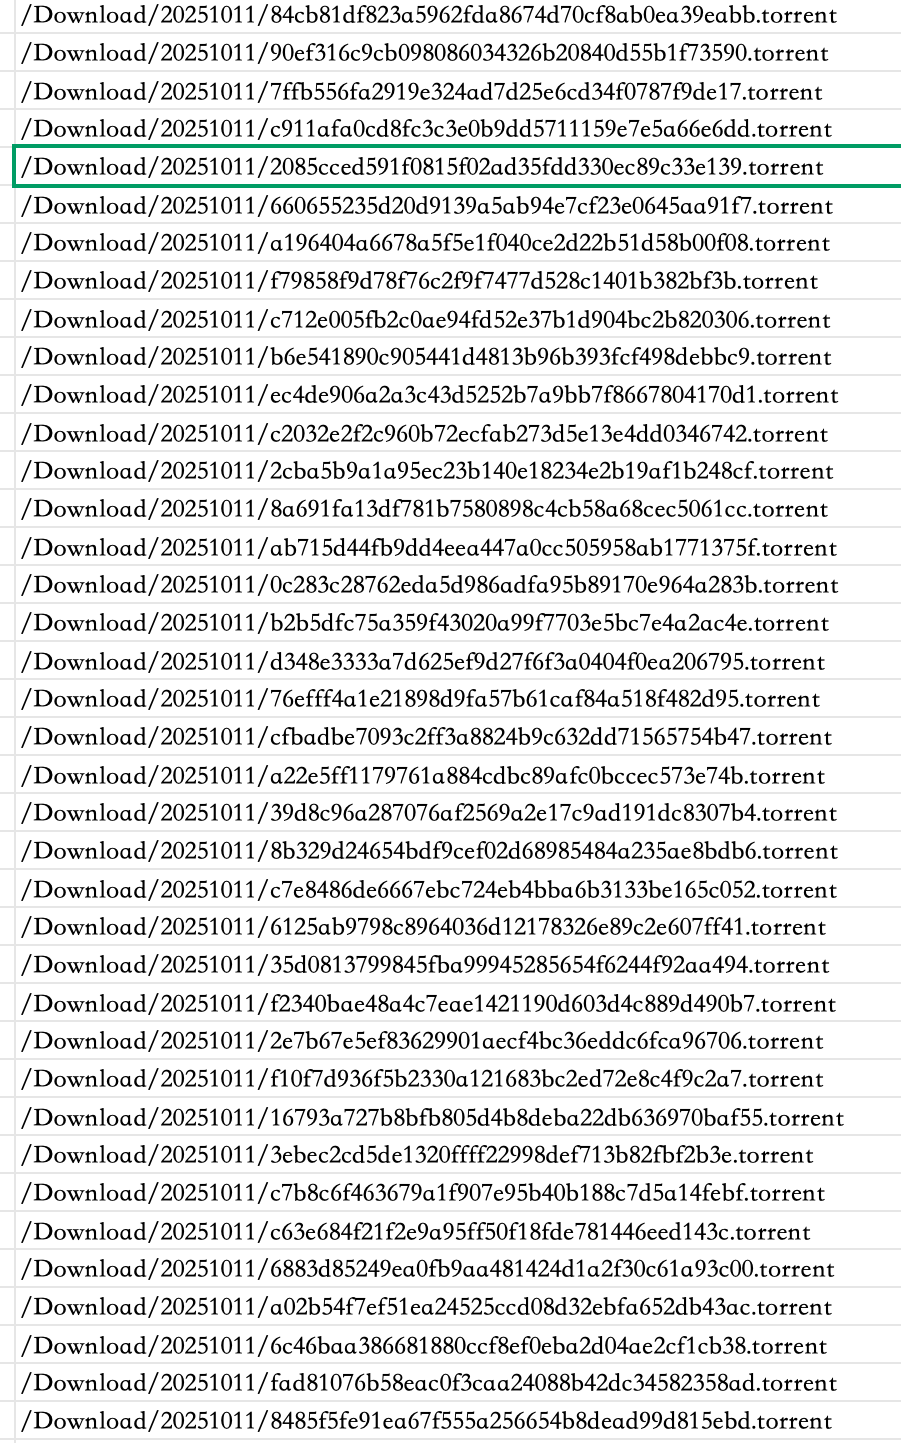 /Download/20251011/84cb81df823a5962fda8674d70cf8ab0ea39eabb.torrent
/Download/20251011/90ef316c9cb098086034326b20840d55b1f73590.torrent
/Download/20251011/7ffb556fa2919e324ad7d25e6cd34f0787f9de17.torrent
/Download/20251011/c911afa0cd8fc3c3e0b9dd5711159e7e5a66e6dd.torrent
/Download/20251011/2085cced591f0815f02ad35fdd330ec89c33e139.torrent
/Download/20251011/660655235d20d9139a5ab94e7cf23e0645aa91f7.torrent
/Download/20251011/a196404a6678a5f5e1f040ce2d22b51d58b00f08.torrent
/Download/20251011/f79858f9d78f76c2f9f7477d528c1401b382bf3b.torrent
/Download/20251011/c712e005fb2c0ae94fd52e37b1d904bc2b820306.torrent
/Download/20251011/b6e541890c905441d4813b96b393fcf498debbc9.torrent
/Download/20251011/ec4de906a2a3c43d5252b7a9bb7f8667804170d1.torrent
/Download/20251011/c2032e2f2c960b72ecfab273d5e13e4dd0346742.torrent
/Download/20251011/2cba5b9a1a95ec23b140e18234e2b19af1b248cf.torrent
/Download/20251011/8a691fa13df781b7580898c4cb58a68cec5061cc.torrent
/Download/20251011/ab715d44fb9dd4eea447a0cc505958ab1771375f.torrent
/Download/20251011/0c283c28762eda5d986adfa95b89170e964a283b.torrent
/Download/20251011/b2b5dfc75a359f43020a99f7703e5bc7e4a2ac4e.torrent
/Download/20251011/d348e3333a7d625ef9d27f6f3a0404f0ea206795.torrent
/Download/20251011/76efff4a1e21898d9fa57b61caf84a518f482d95.torrent
/Download/20251011/cfbadbe7093c2ff3a8824b9c632dd71565754b47.torrent
/Download/20251011/a22e5ff1179761a884cdbc89afc0bccec573e74b.torrent
/Download/20251011/39d8c96a287076af2569a2e17c9ad191dc8307b4.torrent
/Download/20251011/8b329d24654bdf9cef02d68985484a235ae8bdb6.torrent
/Download/20251011/c7e8486de6667ebc724eb4bba6b3133be165c052.torrent
/Download/20251011/6125ab9798c8964036d12178326e89c2e607ff41.torrent
/Download/20251011/35d0813799845fba99945285654f6244f92aa494.torrent
/Download/20251011/f2340bae48a4c7eae1421190d603d4c889d490b7.torrent
/Download/20251011/2e7b67e5ef83629901aecf4bc36eddc6fca96706.torrent
/Download/20251011/f10f7d936f5b2330a121683bc2ed72e8c4f9c2a7.torrent
/Download/20251011/16793a727b8bfb805d4b8deba22db636970baf55.torrent
/Download/20251011/3ebec2cd5de1320ffff22998def713b82fbf2b3e.torrent
/Download/20251011/c7b8c6f463679a1f907e95b40b188c7d5a14febf.torrent
/Download/20251011/c63e684f21f2e9a95ff50f18fde781446eed143c.torrent
/Download/20251011/6883d85249ea0fb9aa481424d1a2f30c61a93c00.torrent
/Download/20251011/a02b54f7ef51ea24525ccd08d32ebfa652db43ac.torrent
/Download/20251011/6c46baa386681880ccf8ef0eba2d04ae2cf1cb38.torrent
/Download/20251011/fad81076b58eac0f3caa24088b42dc34582358ad.torrent
/Download/20251011/8485f5fe91ea67f555a256654b8dead99d815ebd.torrent